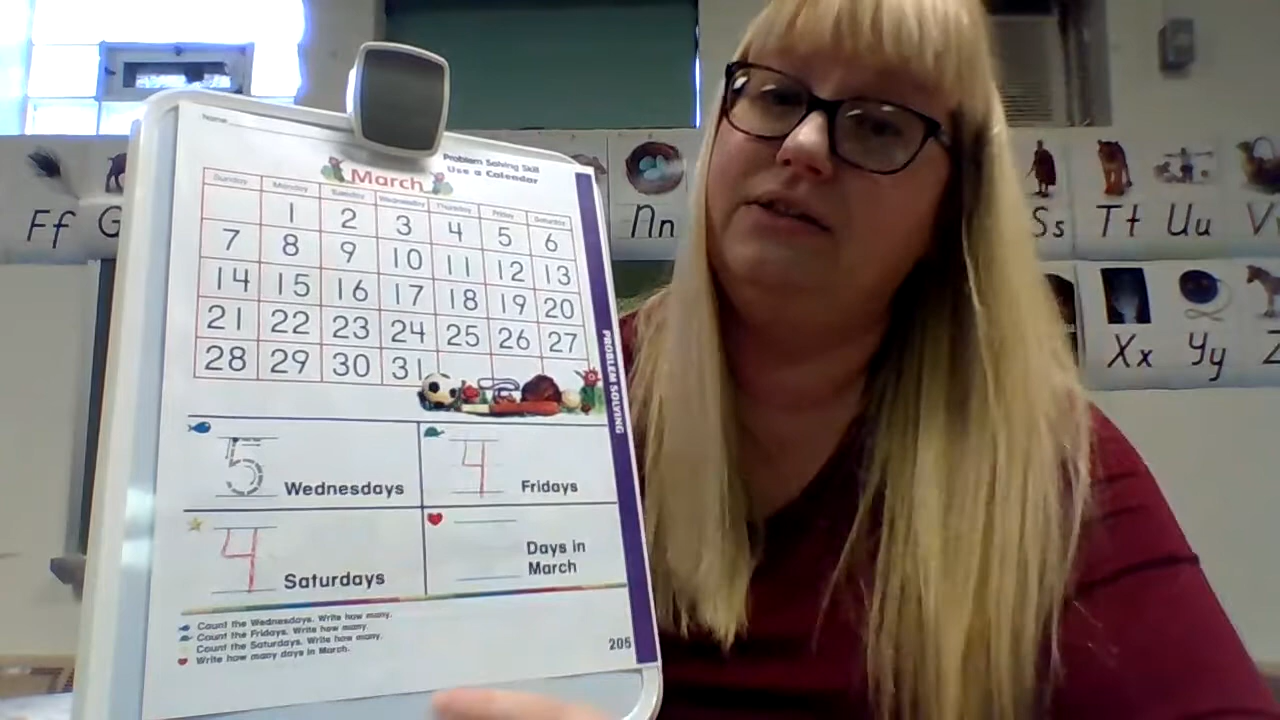 Name
Problem Solving Skill
Use a Calendar
March
Sunday Monday Tuesday Wednesday Thursday Friday Saturday
1 2 3 4 5 6
7 8 9 10 11 12 13
14 15 16 17 18 19 20
21 22 23 24 25 26 27
28 29 30 31
PROBLEM SOLVING
5 Wednesdays
4 Fridays
4 Saturdays
Days in
March
Count the Wednesdays. Write how many.
Count the Fridays. Write how many.
Count the Saturdays. Write how many.
Write how many days in March.
205
Ff G Nn Ss Tt Uu V
Xx Yy Z